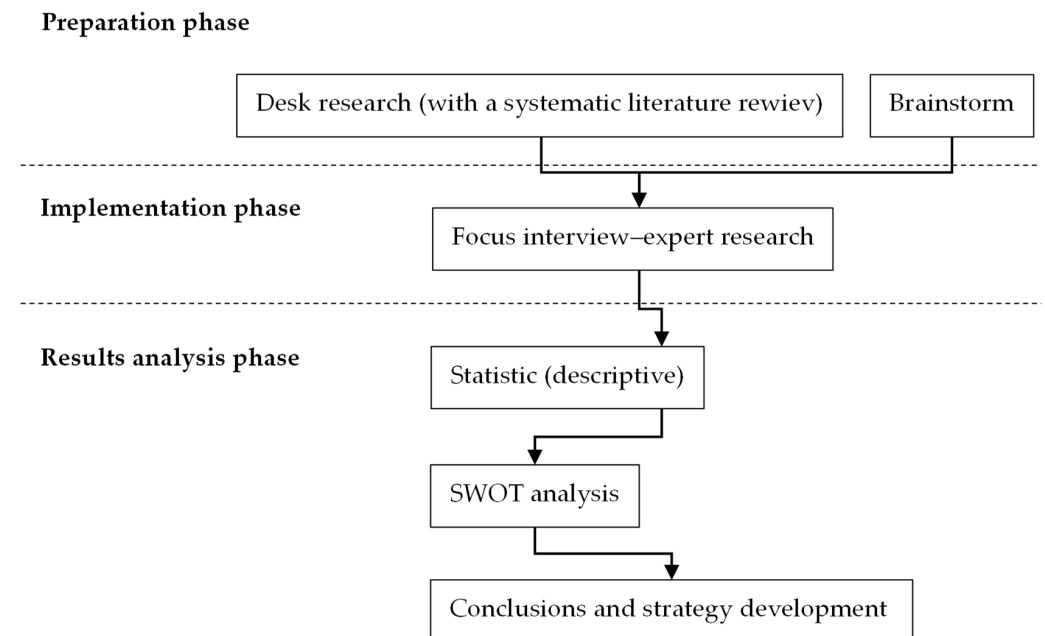 Preparation phase
Desk research (with a systematic literature rewiev)
Brainstorm
Implementation phase
Focus interview–expert research
Results analysis phase
Statistic (descriptive)
SWOT analysis
Conclusions and strategy development